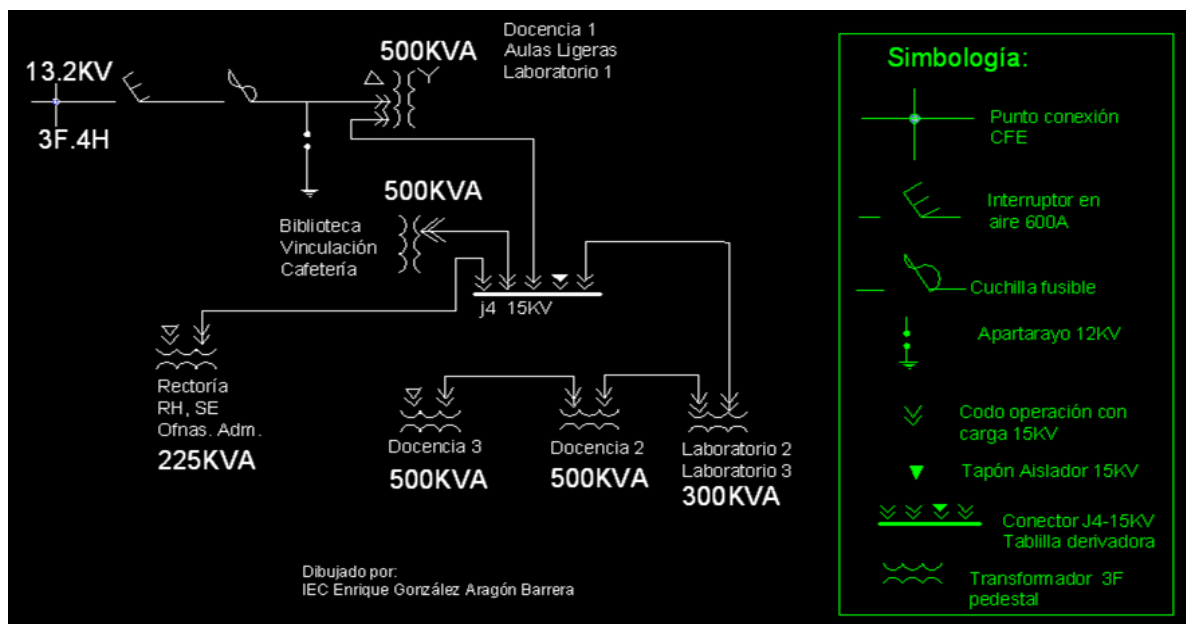 13.2KV
3F.4H
500KVA
Docencia 1
Aulas Ligeras
Laboratorio 1
500KVA
Biblioteca
Vinculación
Cafetería
j4 15KV
Rectoría
RH, SE
Ofnas. Adm.
225KVA
Docencia 3
500KVA
Docencia 2
500KVA
Laboratorio 2
Laboratorio 3
300KVA
Dibujado por:
IEC Enrique González Aragón Barrera
Simbología:
Punto conexión
CFE
Interruptor en
aire 600A
Cuchilla fusible
Apartarayo 12KV
Codo operación con
carga 15KV
Tapón Aislador 15KV
Conector J4-15KV
Tablilla derivadora
Transformador 3F
pedestal